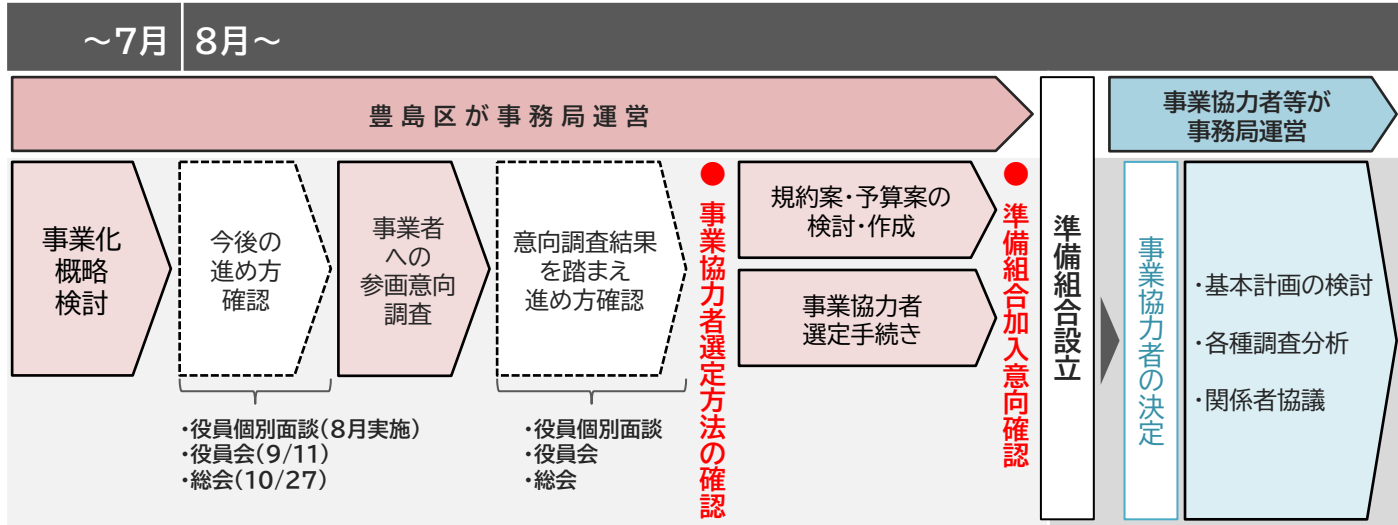 ～7月
8月～
豊島区が事務局運営
事業協力者等が
事務局運営
事業化
概略
検討
今後の
進め方
確認
事業者
への
参画意向
調査
意向調査結果
を踏まえ
進め方確認
●事業協力者選定方法の確認
規約案・予算案の
検討・作成
事業協力者
選定手続き
●準備組合加入意向確認
準備組合設立
事業協力者の決定
・基本計画の検討
・各種調査分析
・関係者協議
・役員個別面談(8月実施)
・役員会(9/11)
・総会(10/27)
・役員個別面談
・役員会
・総会